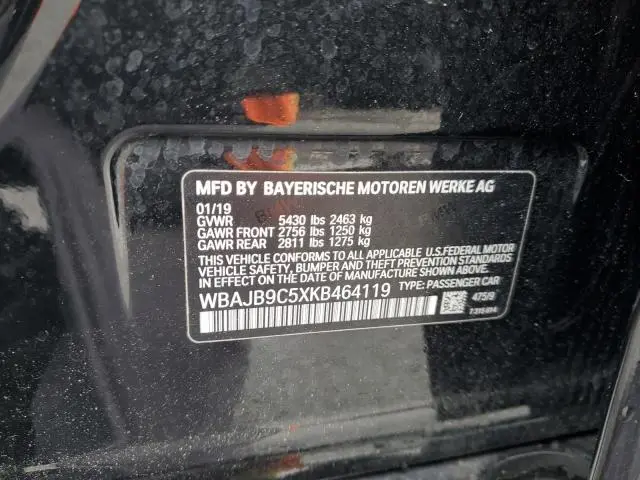 MFD BY BAYERISCHE MOTOREN WERKE AG
01/19
GVWR 5430 lbs 2463 kg
GAWR FRONT 2756 lbs 1250 kg
GAWR REAR 2811 lbs 1275 kg
THIS VEHICLE CONFORMS TO ALL APPLICABLE U.S.FEDERAL MOTOR
VEHICLE SAFETY, BUMPER AND THEFT PREVENTION STANDARDS
IN EFFECT ON THE DATE OF MANUFACTURE SHOWN ABOVE.
WBAJB9C5XKB464119 TYPE: PASSENGER CAR
475/9